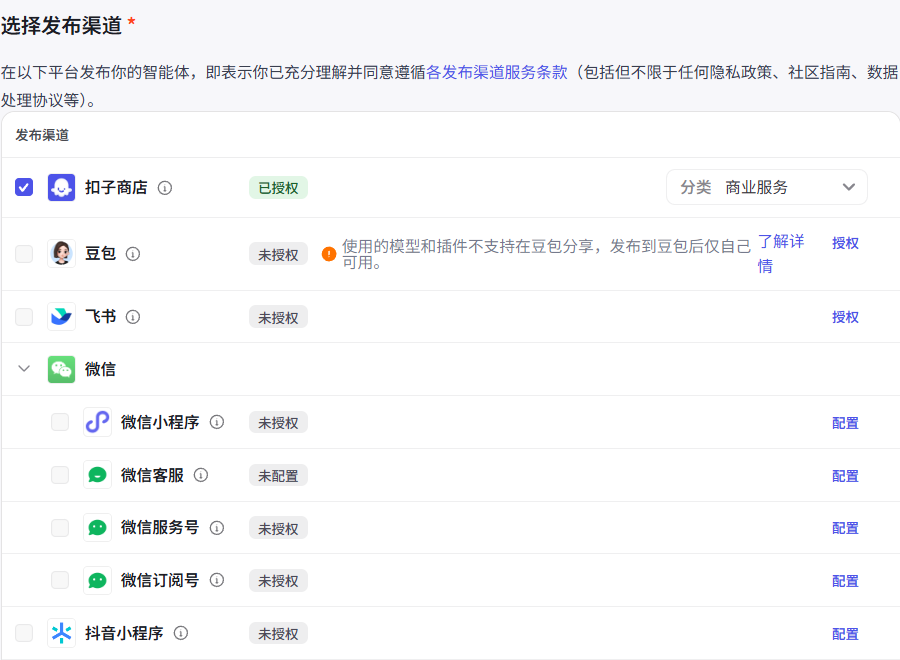 选择发布渠道 *
在以下平台发布你的智能体，即表示你已充分理解并同意遵循各发布渠道服务条款（包括但不限于任何隐私政策、社区指南、数据
处理协议等）。
发布渠道
扣子商店 已授权 分类 商业服务
豆包 未授权 使用的模型和插件不支持在豆包分享，发布到豆包后仅自己 了解详 授权
可用。 情
飞书 未授权 授权
微信
微信小程序 未授权 配置
微信客服 未配置 配置
微信服务号 未授权 配置
微信订阅号 未授权 配置
抖音小程序 未授权 配置